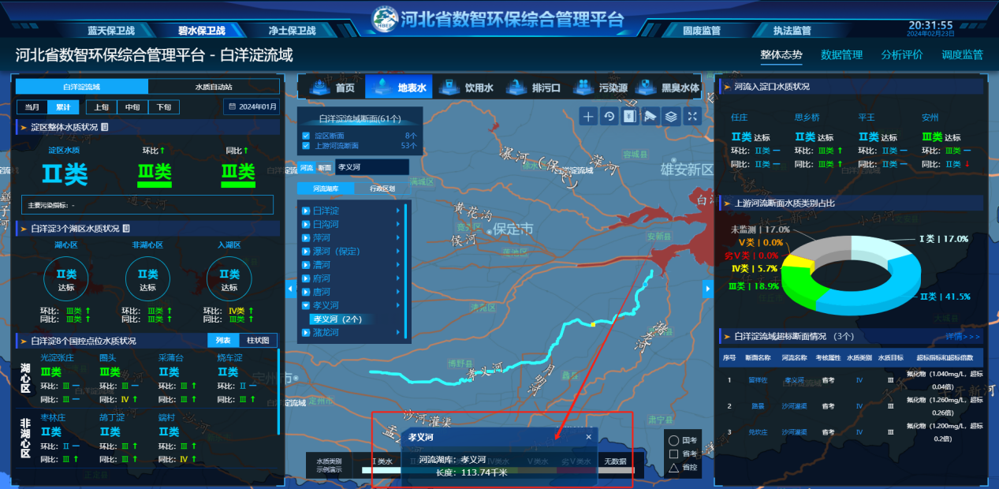 河北省数智环保综合管理平台
蓝天保卫战
碧水保卫战
净土保卫战
固废监管
执法监管
20:31:55
2024年02月23日
河北省数智环保综合管理平台 - 白洋淀流域
整体态势
数据管理
分析评价
调度监管
白洋淀流域
水质自动站
当月
累计
上旬
中旬
下旬
2024年01月
淀区整体水质状况
淀区水质
环比↑
同比↑
II类
III类
III类
主要污染指标: -
白洋淀3个湖区水质状况
湖心区
非湖心区
入湖区
II类
达标
II类
达标
II类
达标
环比: III类 ↑
同比: III类 ↑
环比: III类 ↑
同比: III类 ↑
环比: IV类 ↑
同比: III类 ↑
白洋淀8个国控点位水质状况
列表
柱状图
湖心区
光淀张庄
圈头
采蒲台
烧车淀
III类
III类
II类
II类
环比: III —
环比: III —
环比: III ↑
环比: II —
同比: III —
同比: IV ↑
同比: III ↑
同比: III ↑
非湖心区
枣林庄
鸪丁淀
端村
II类
II类
II类
环比: II —
环比: III ↑
环比: III ↑
同比: III ↑
同比: III ↑
同比: IV ↑
首页
地表水
饮用水
排污口
污染源
黑臭水体
白洋淀流域断面(61个)
淀区断面 8个
上游河流断面 53个
河流
断面
孝义河
河流湖库
行政区划
白洋淀
白沟河
萍河
瀑河（保定）
漕河
府河
唐河
孝义河
孝义河（2个）
潴龙河
瀑河（保定）
萍河
容城县
徐水区
白洋淀流域
雄安新区
满城区
黄花沟
竞秀区
保定市
侯河
莲池区
安新县
清苑区
博野县
孝义河
月明河
蠡县
潴河
定州市
定州市
沙河灌渠
肃宁县
通天河
孝义河
×
河流湖库：孝义河
长度：113.74千米
水质类别
示例演示
I 类水
IV类水
V类水
劣V类水
无数据
国考
省考
省控
河流入淀口水质状况
任庄
思乡桥
平王
安州
II类 达标
II类 达标
II类 达标
III类 达标
环比: II类 —
环比: III类 ↑
环比: II类 —
环比: III类 —
同比: II类 —
同比: III类 ↑
同比: II类 —
同比: II类 ↓
上游河流断面水质类别占比
未监测 | 17.0%
V类 | 0.0%
劣V类 | 0.0%
IV类 | 5.7%
III类 | 18.9%
I 类 | 17.0%
II类 | 41.5%
白洋淀流域超标断面情况 （3个）
详情>>>
序号
断面名称
河流名称
考核属性
水质类别
水质目标
超标指标和超标倍数
1
留祥佐
孝义河
省考
IV
III
氟化物（1.040mg/L，超标0.04倍）
2
路景
沙河灌渠
省考
IV
III
氟化物（1.260mg/L，超标0.26倍）
3
兑坎庄
沙河灌渠
省考
IV
III
氟化物（1.200mg/L，超标0.2倍）